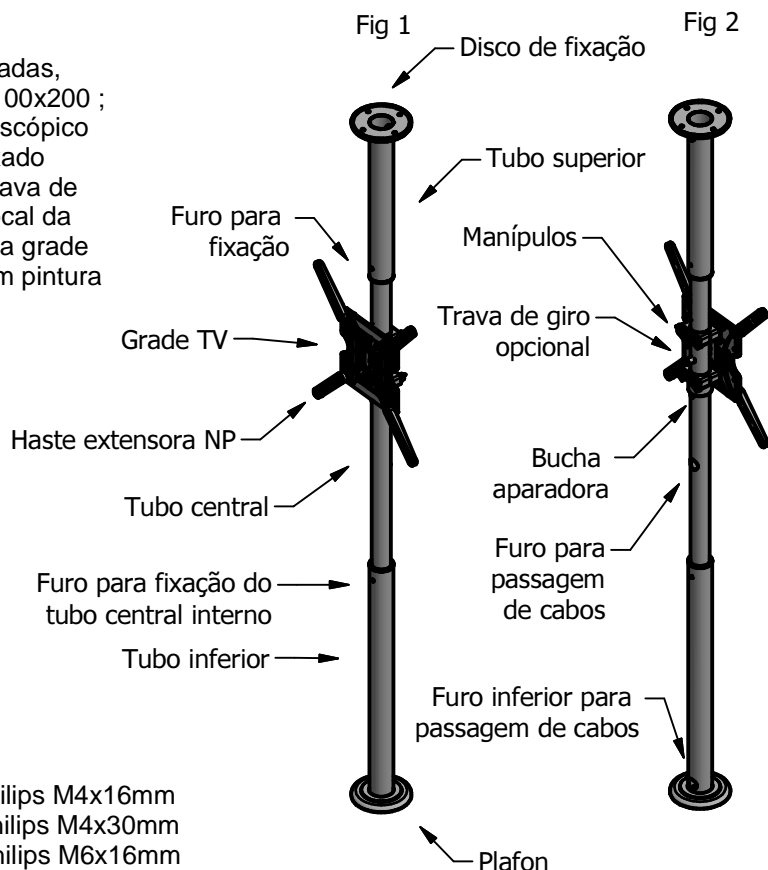 Fig 1
Fig 2
Disco de fixação
adas,
00x200 ;
scópico
ado
ava de
cal da
a grade
m pintura
Tubo superior
Furo para
fixação
Manípulos
Grade TV
Trava de giro
opcional
Haste extensora NP
Bucha
aparadora
Tubo central
Furo para
passagem
de cabos
Furo para fixação do
tubo central interno
Tubo inferior
Furo inferior para
passagem de cabos
ilips M4x16mm
hilips M4x30mm
hilips M6x16mm
Plafon